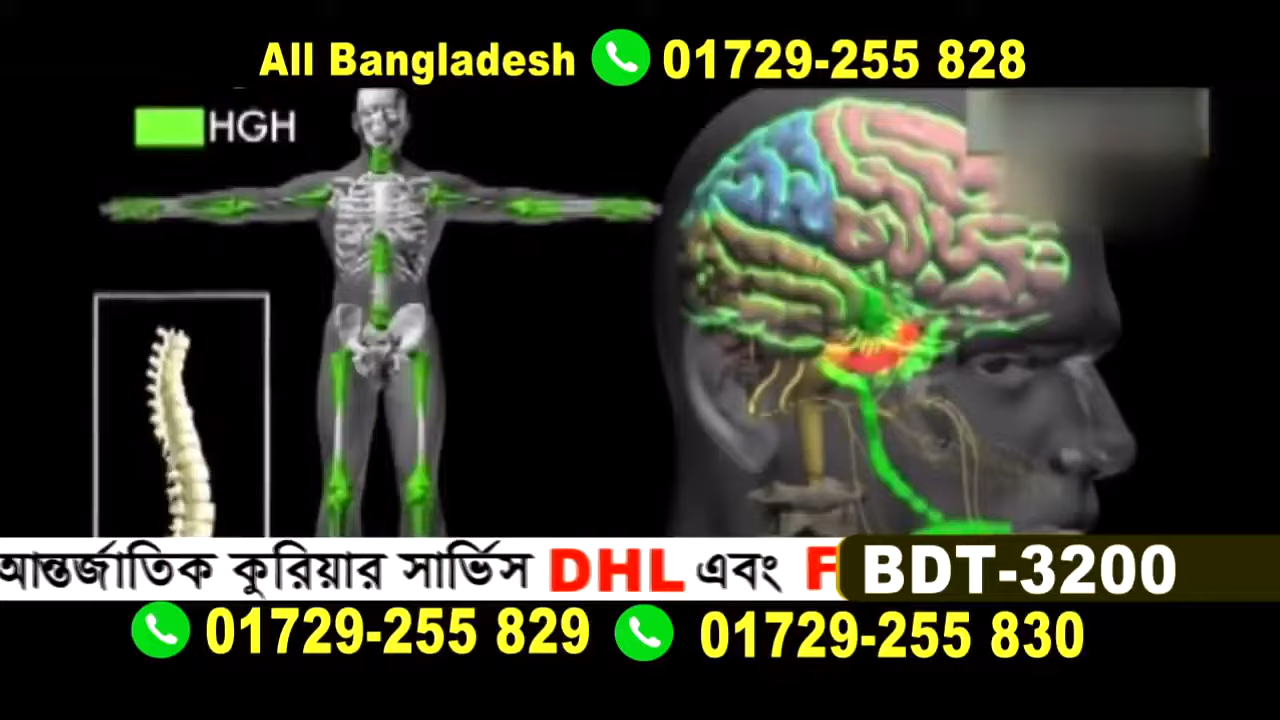 All Bangladesh 01729-255 828
HGH
আন্তর্জাতিক কুরিয়ার সার্ভিস DHL এবং F
BDT-3200
01729-255 829 01729-255 830